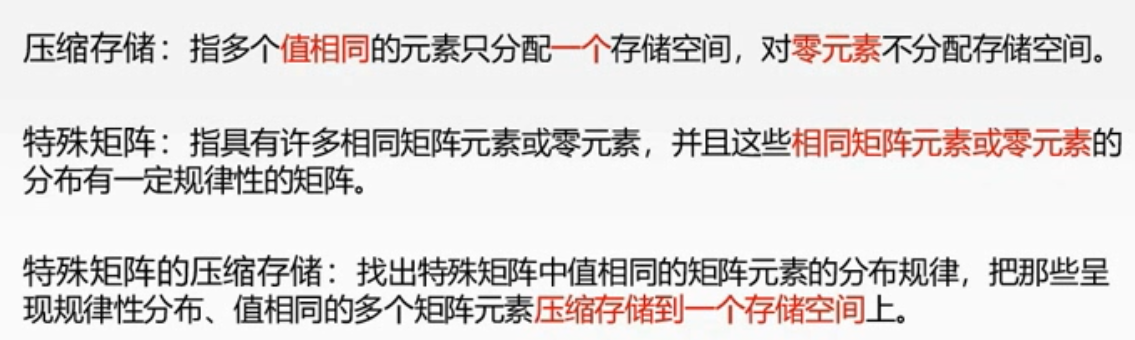 压缩存储：指多个值相同的元素只分配一个存储空间，对零元素不分配存储空间。
特殊矩阵：指具有许多相同矩阵元素或零元素，并且这些相同矩阵元素或零元素的
分布有一定规律性的矩阵。
特殊矩阵的压缩存储：找出特殊矩阵中值相同的矩阵元素的分布规律，把那些呈
现规律性分布、值相同的多个矩阵元素压缩存储到一个存储空间上。